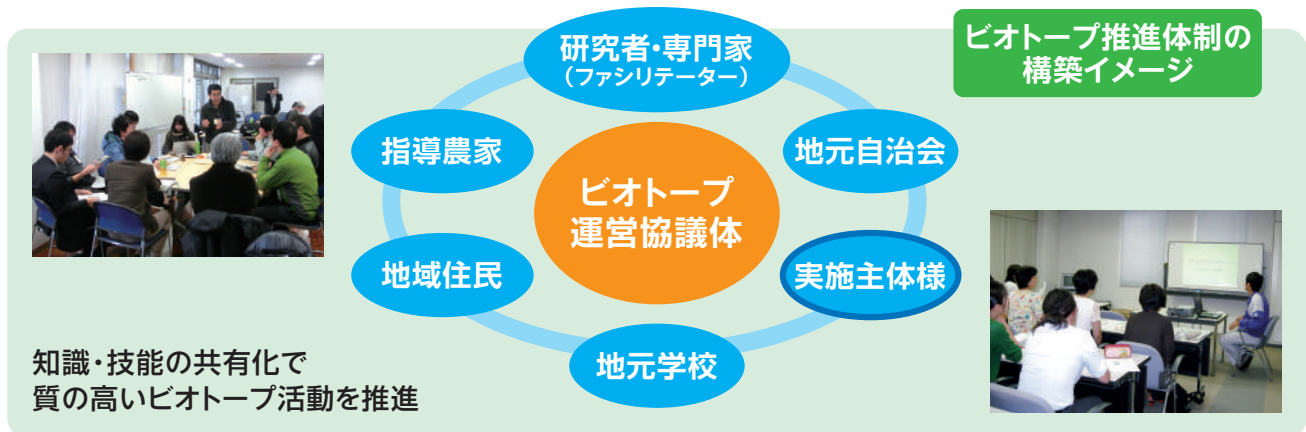 ビオトープ推進体制の
構築イメージ
研究者・専門家
（ファシリテーター）
指導農家
地元自治会
ビオトープ
運営協議体
地域住民
実施主体様
地元学校
知識・技能の共有化で
質の高いビオトープ活動を推進